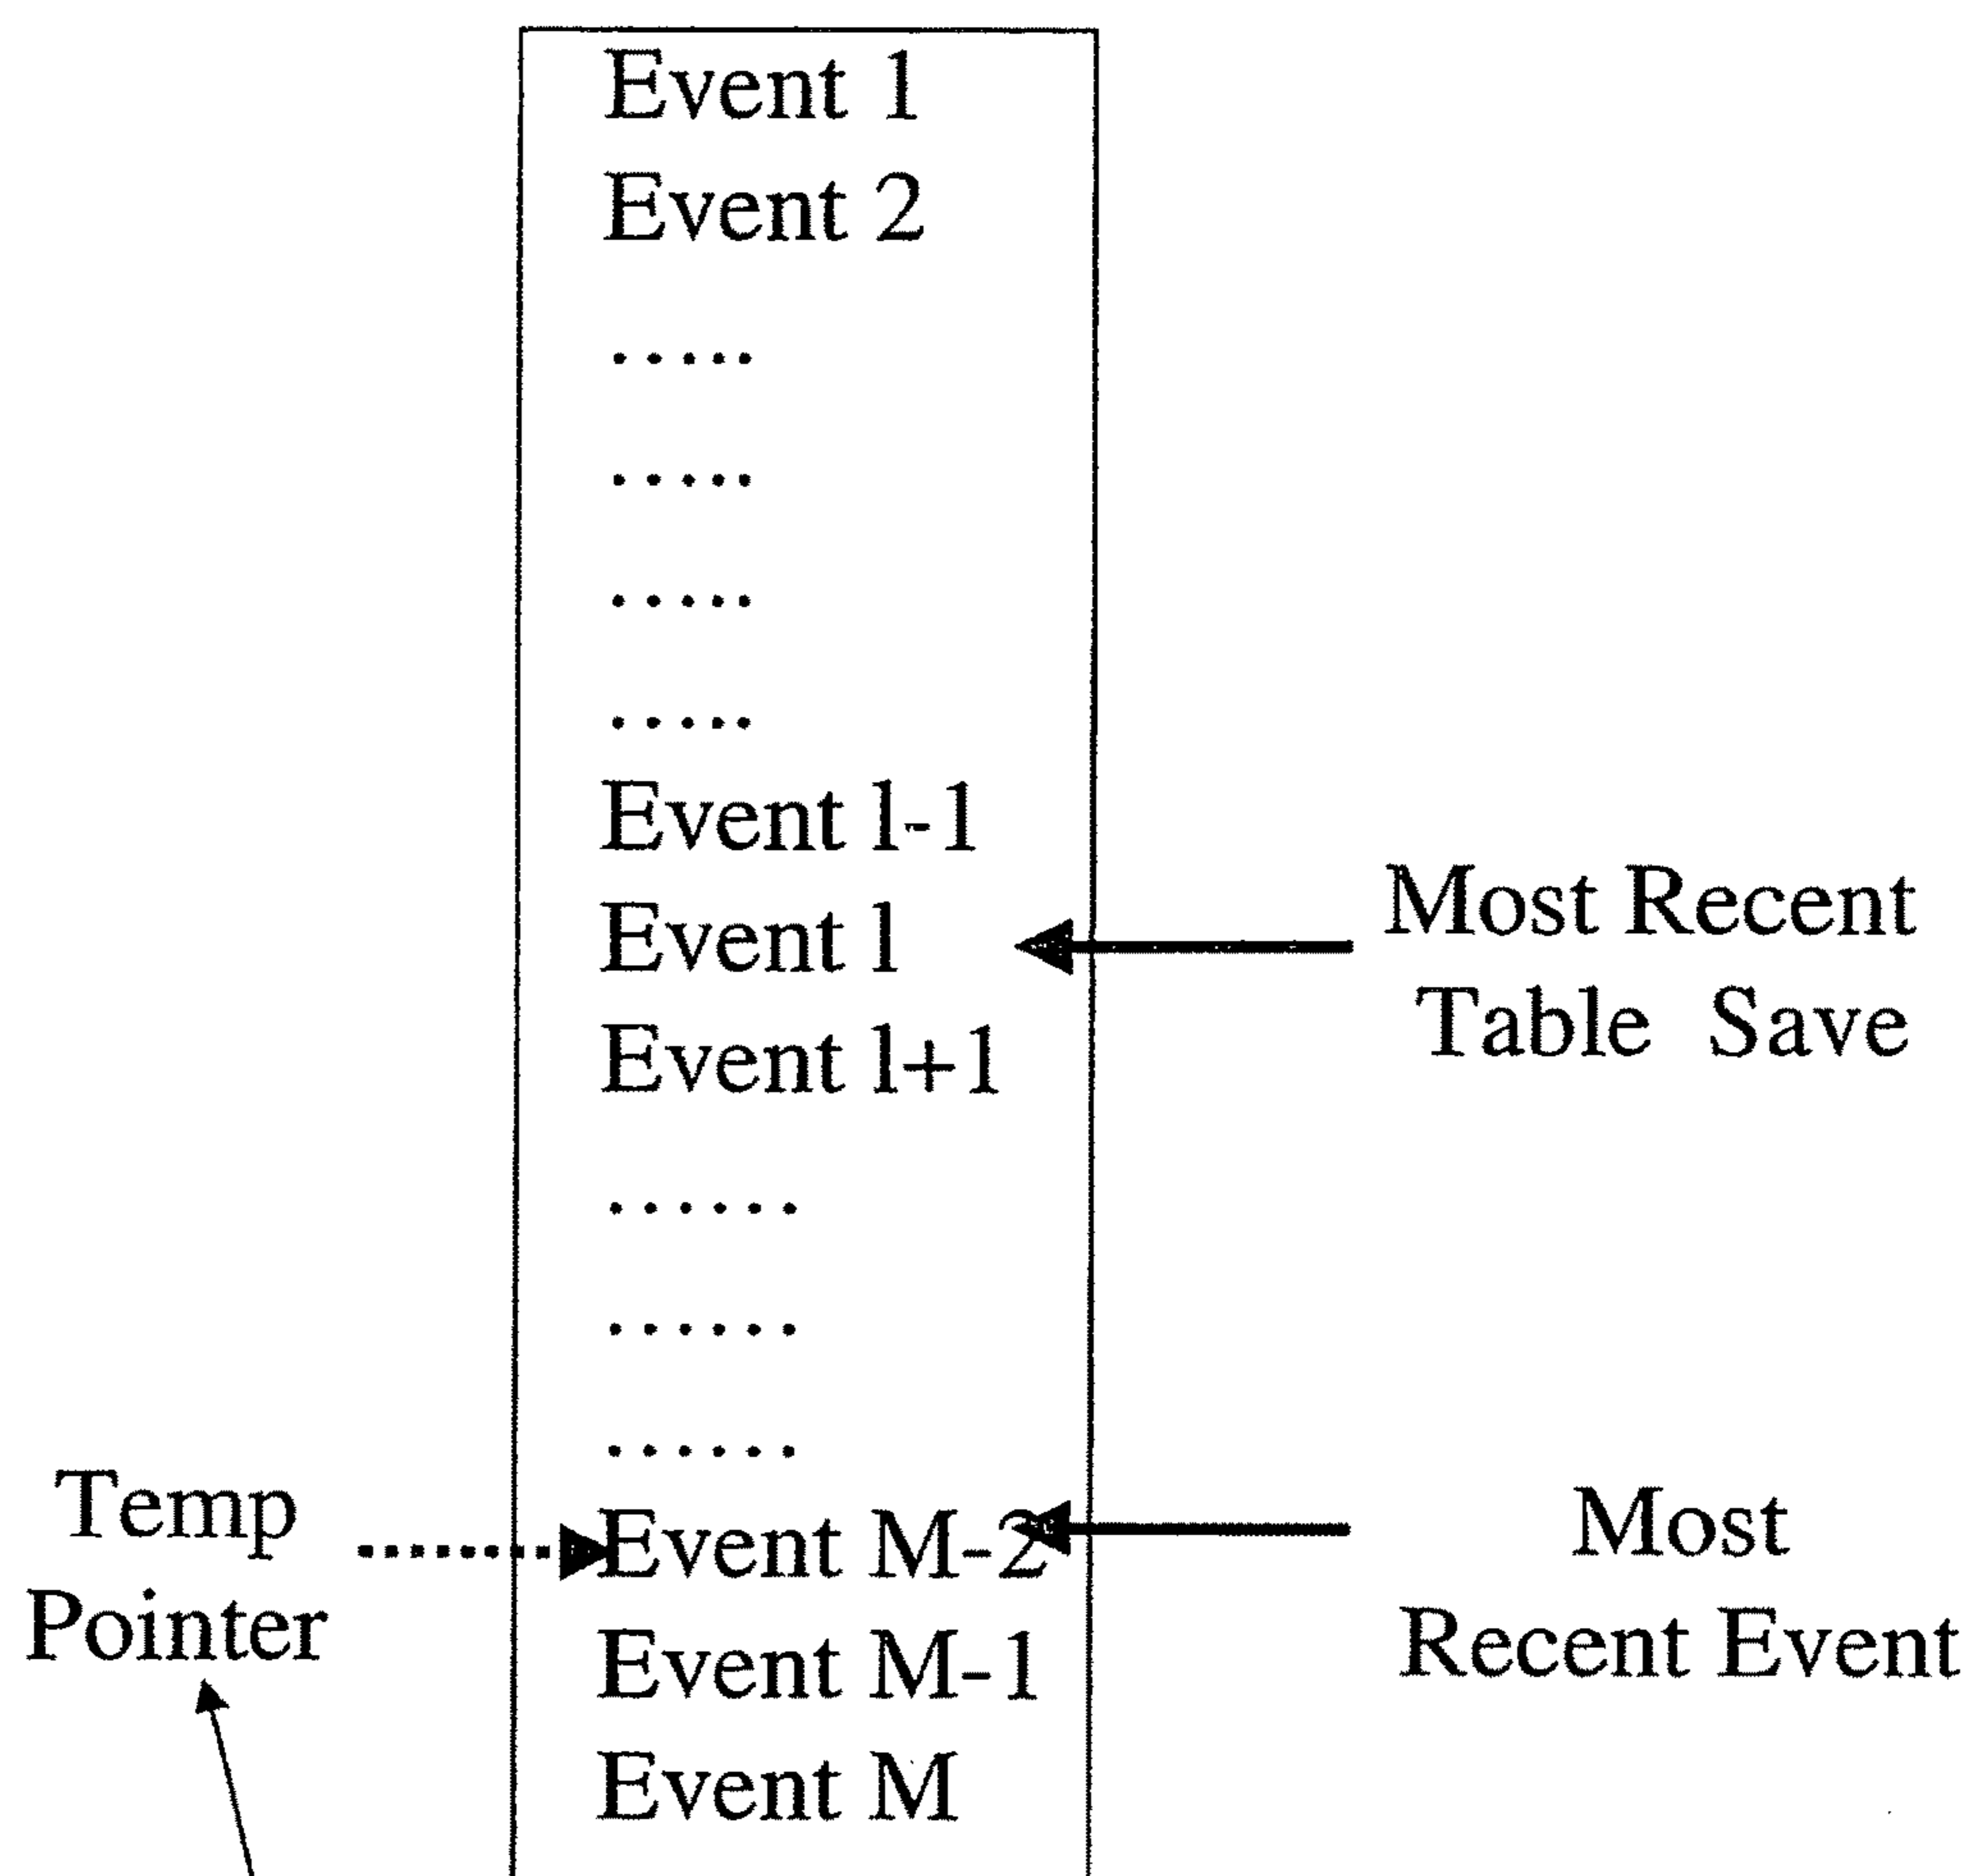 Event 1
Event 2
.....
.....
.....
.....
Event l-1
Event l
Event l+1
......
......
......
Event M-2
Event M-1
Event M
Most Recent
Table Save
Temp
Pointer
Most
Recent Event